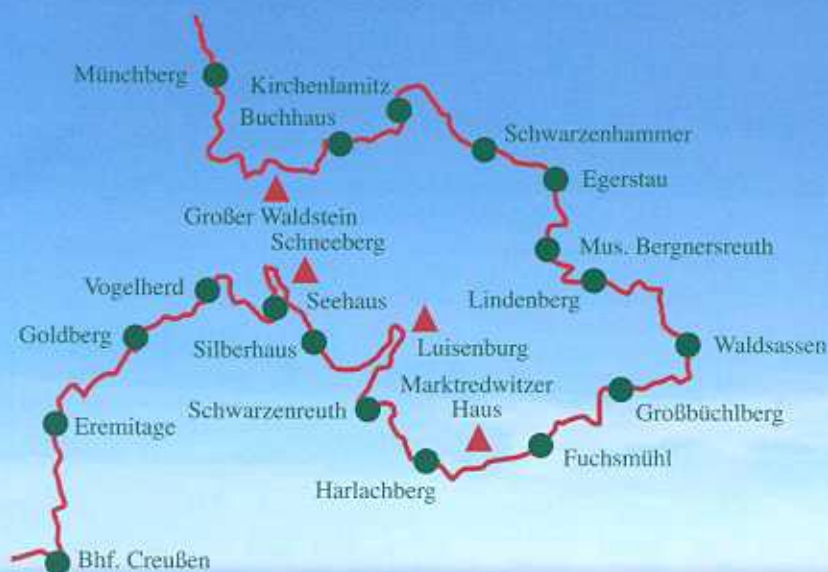 Münchberg
Kirchenlamitz
Buchhaus
Schwarzenhammer
Egerstau
Großer Waldstein
Schneeberg
Mus. Bergnersreuth
Vogelherd
Seehaus
Lindenberg
Goldberg
Silberhaus
Luisenburg
Waldsassen
Marktredwitzer
Haus
Schwarzenreuth
Großbüchlberg
Eremitage
Fuchsmühl
Harlachberg
Bhf. Creußen